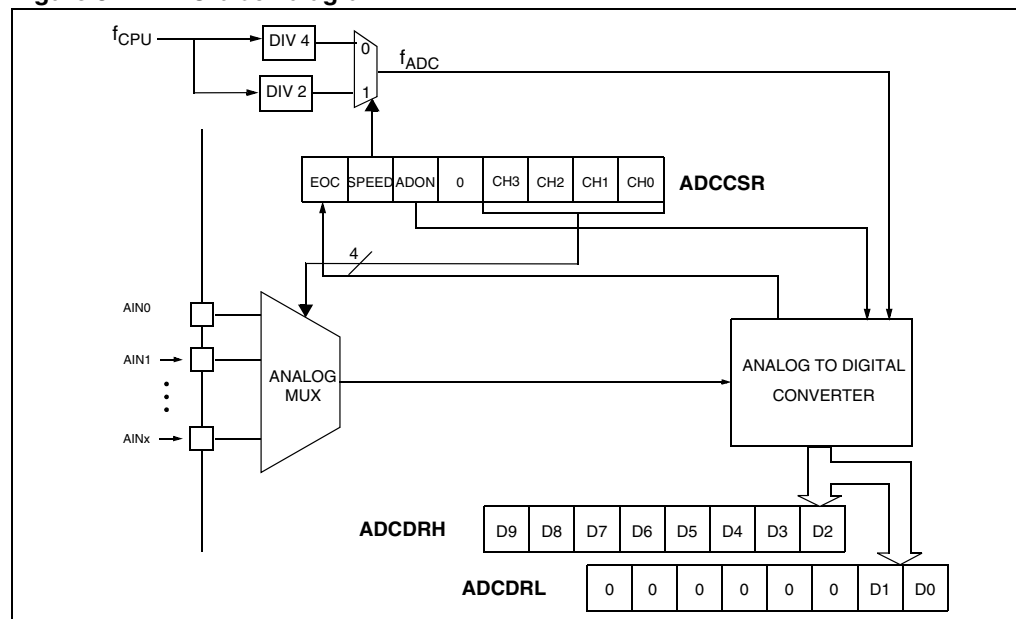 f_CPU
DIV 4
0
f_ADC
DIV 2
1
EOC SPEED ADON 0 CH3 CH2 CH1 CH0 ADCCSR
4
AIN0
AIN1
ANALOG
MUX
ANALOG TO DIGITAL
CONVERTER
AINx
ADCDRH D9 D8 D7 D6 D5 D4 D3 D2
ADCDRL 0 0 0 0 0 0 D1 D0